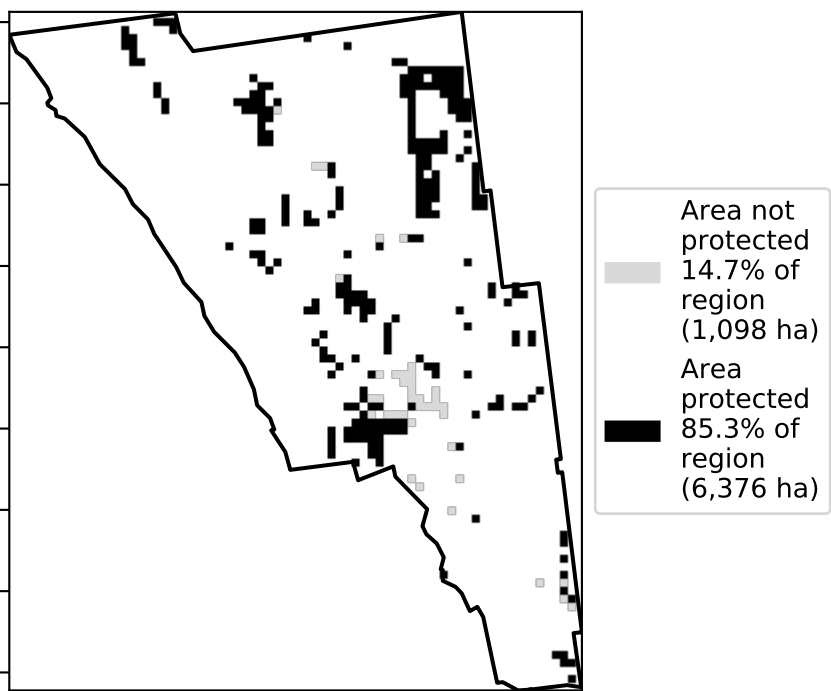 Area not
protected
14.7% of
region
(1,098 ha)
Area
protected
85.3% of
region
(6,376 ha)